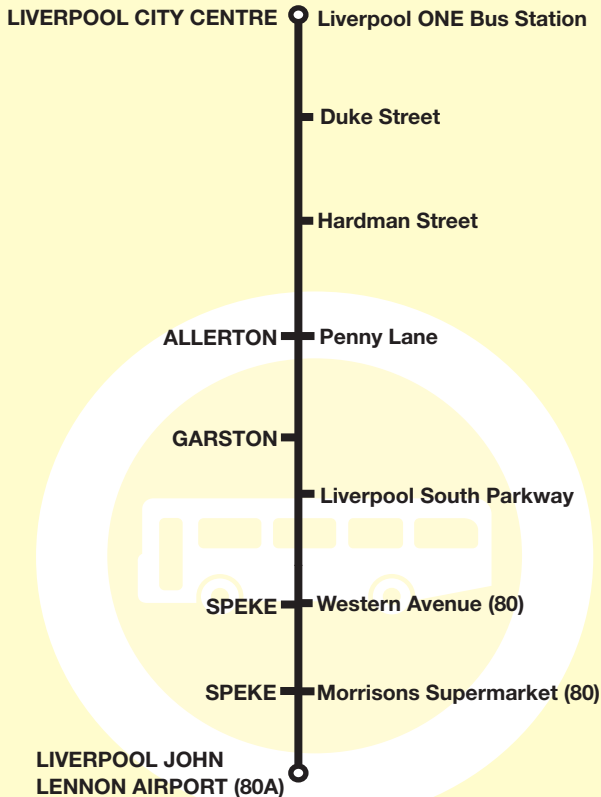 LIVERPOOL CITY CENTRE Liverpool ONE Bus Station
Duke Street
Hardman Street
ALLERTON Penny Lane
GARSTON
Liverpool South Parkway
SPEKE Western Avenue (80)
SPEKE Morrisons Supermarket (80)
LIVERPOOL JOHN
LENNON AIRPORT (80A)